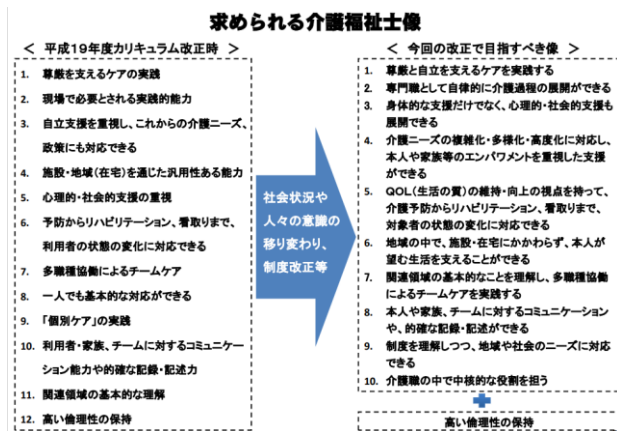 求められる介護福祉士像
＜ 平成19年度カリキュラム改正時 ＞
1. 尊厳を支えるケアの実践
2. 現場で必要とされる実践的能力
3. 自立支援を重視し、これからの介護ニーズ、
政策にも対応できる
4. 施設・地域(在宅)を通じた汎用性ある能力
5. 心理的・社会的支援の重視
6. 予防からリハビリテーション、看取りまで、
利用者の状態の変化に対応できる
7. 多職種協働によるチームケア
8. 一人でも基本的な対応ができる
9. 「個別ケア」の実践
10. 利用者・家族、チームに対するコミュニケー
ション能力や的確な記録・記述力
11. 関連領域の基本的な理解
12. 高い倫理性の保持
社会状況や
人々の意識の
移り変わり、
制度改正等
＜ 今回の改正で目指すべき像 ＞
1. 尊厳と自立を支えるケアを実践する
2. 専門職として自律的に介護過程の展開ができる
3. 身体的な支援だけでなく、心理的・社会的支援も
展開できる
4. 介護ニーズの複雑化・多様化・高度化に対応し、
本人や家族等のエンパワメントを重視した支援
ができる
5. QOL(生活の質)の維持・向上の視点を持って、
介護予防からリハビリテーション、看取りまで、
対象者の状態の変化に対応できる
6. 地域の中で、施設・在宅にかかわらず、本人が
望む生活を支えることができる
7. 関連領域の基本的なことを理解し、多職種協働
によるチームケアを実践する
8. 本人や家族、チームに対するコミュニケーション
や、的確な記録・記述ができる
9. 制度を理解しつつ、地域や社会のニーズに対応
できる
10. 介護職の中で中核的な役割を担う
高い倫理性の保持